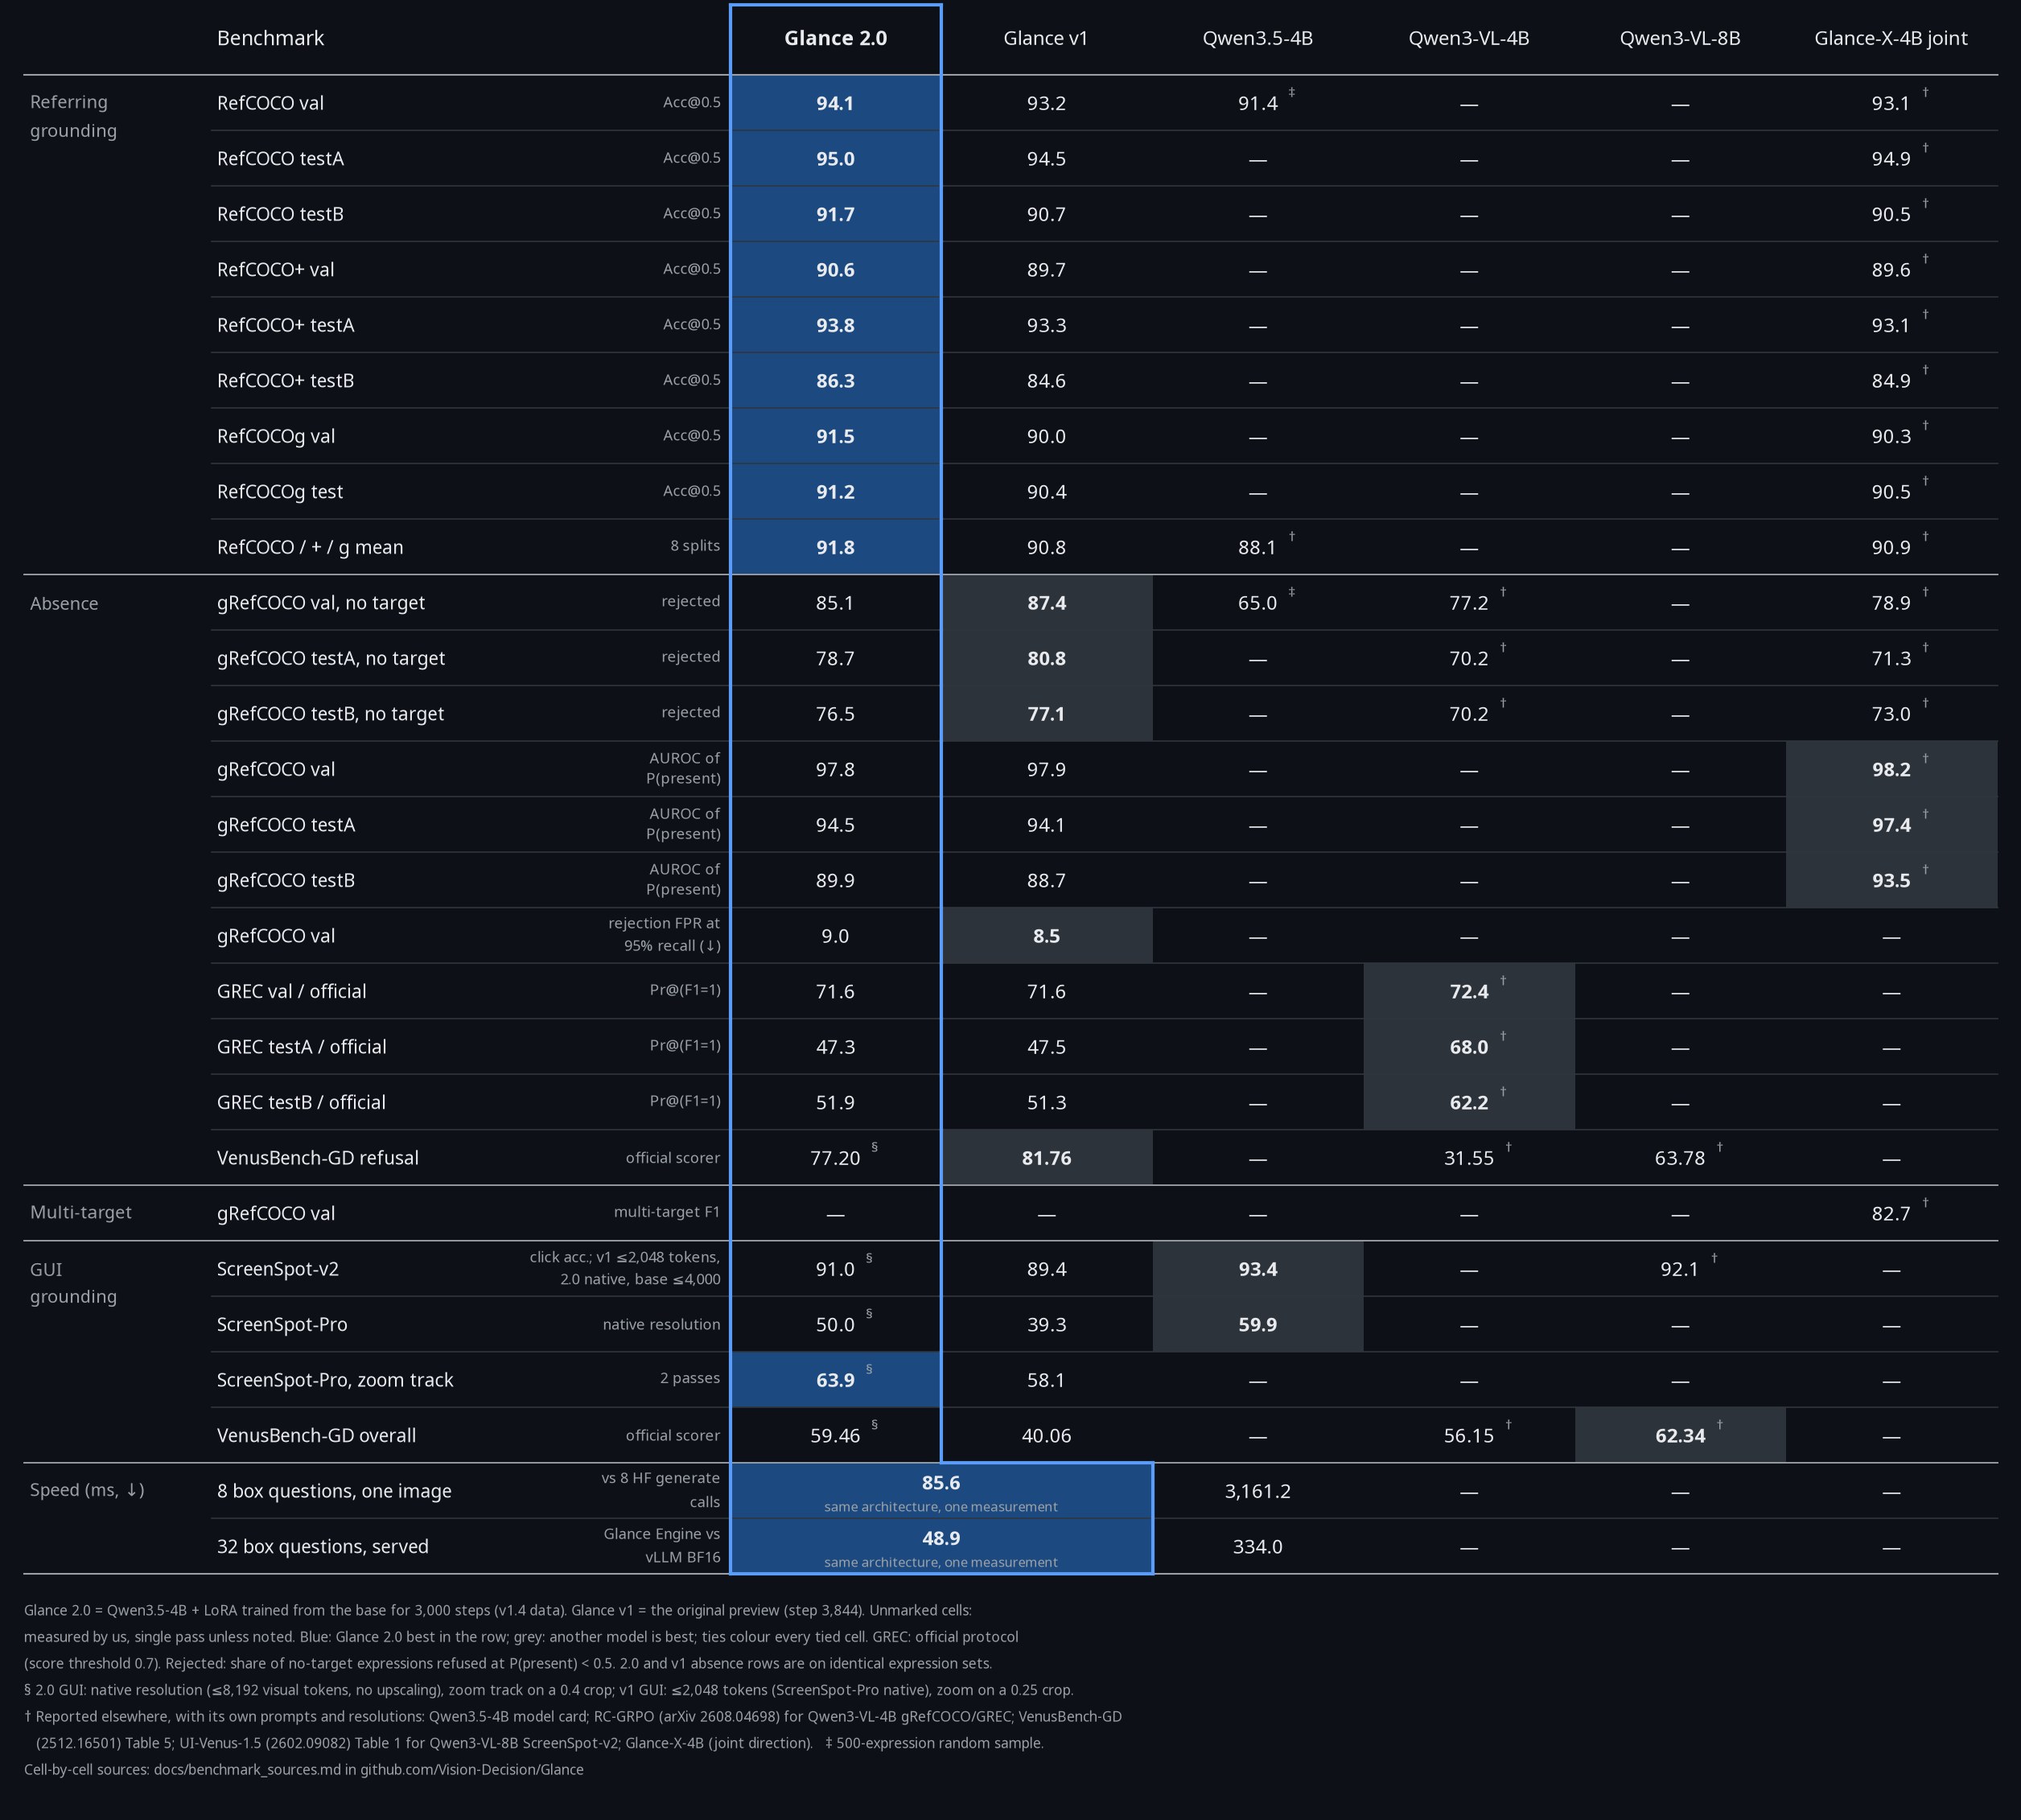 Benchmark Glance 2.0 Glance v1 Qwen3.5-4B Qwen3-VL-4B Qwen3-VL-8B Glance-X-4B joint
Referring grounding
RefCOCO val Acc@0.5 94.1 93.2 91.4 ‡ — — 93.1 †
RefCOCO testA Acc@0.5 95.0 94.5 — — — 94.9 †
RefCOCO testB Acc@0.5 91.7 90.7 — — — 90.5 †
RefCOCO+ val Acc@0.5 90.6 89.7 — — — 89.6 †
RefCOCO+ testA Acc@0.5 93.8 93.3 — — — 93.1 †
RefCOCO+ testB Acc@0.5 86.3 84.6 — — — 84.9 †
RefCOCOg val Acc@0.5 91.5 90.0 — — — 90.3 †
RefCOCOg test Acc@0.5 91.2 90.4 — — — 90.5 †
RefCOCO / + / g mean 8 splits 91.8 90.8 88.1 † — — 90.9 †
Absence
gRefCOCO val, no target rejected 85.1 87.4 65.0 ‡ 77.2 † — 78.9 †
gRefCOCO testA, no target rejected 78.7 80.8 — 70.2 † — 71.3 †
gRefCOCO testB, no target rejected 76.5 77.1 — 70.2 † — 73.0 †
gRefCOCO val AUROC of P(present) 97.8 97.9 — — — 98.2 †
gRefCOCO testA AUROC of P(present) 94.5 94.1 — — — 97.4 †
gRefCOCO testB AUROC of P(present) 89.9 88.7 — — — 93.5 †
gRefCOCO val rejection FPR at 95% recall (↓) 9.0 8.5 — — — —
GREC val / official Pr@(F1=1) 71.6 71.6 — 72.4 † — —
GREC testA / official Pr@(F1=1) 47.3 47.5 — 68.0 † — —
GREC testB / official Pr@(F1=1) 51.9 51.3 — 62.2 † — —
VenusBench-GD refusal official scorer 77.20 § 81.76 — 31.55 † 63.78 † —
Multi-target
gRefCOCO val multi-target F1 — — — — — 82.7 †
GUI grounding
ScreenSpot-v2 click acc.; v1 ≤2,048 tokens, 2.0 native, base ≤4,000 91.0 § 89.4 93.4 — 92.1 † —
ScreenSpot-Pro native resolution 50.0 § 39.3 59.9 — — —
ScreenSpot-Pro, zoom track 2 passes 63.9 § 58.1 — — — —
VenusBench-GD overall official scorer 59.46 § 40.06 — 56.15 † 62.34 † —
Speed (ms, ↓)
8 box questions, one image vs 8 HF generate calls 85.6 same architecture, one measurement 3,161.2 — — —
32 box questions, served Glance Engine vs vLLM BF16 48.9 same architecture, one measurement 334.0 — — —
Glance 2.0 = Qwen3.5-4B + LoRA trained from the base for 3,000 steps (v1.4 data). Glance v1 = the original preview (step 3,844). Unmarked cells:
measured by us, single pass unless noted. Blue: Glance 2.0 best in the row; grey: another model is best; ties colour every tied cell. GREC: official protocol
(score threshold 0.7). Rejected: share of no-target expressions refused at P(present) < 0.5. 2.0 and v1 absence rows are on identical expression sets.
§ 2.0 GUI: native resolution (≤8,192 visual tokens, no upscaling), zoom track on a 0.4 crop; v1 GUI: ≤2,048 tokens (ScreenSpot-Pro native), zoom on a 0.25 crop.
† Reported elsewhere, with its own prompts and resolutions: Qwen3.5-4B model card; RC-GRPO (arXiv 2608.04698) for Qwen3-VL-4B gRefCOCO/GREC; VenusBench-GD
(2512.16501) Table 5; UI-Venus-1.5 (2602.09082) Table 1 for Qwen3-VL-8B ScreenSpot-v2; Glance-X-4B (joint direction). ‡ 500-expression random sample.
Cell-by-cell sources: docs/benchmark_sources.md in github.com/Vision-Decision/Glance